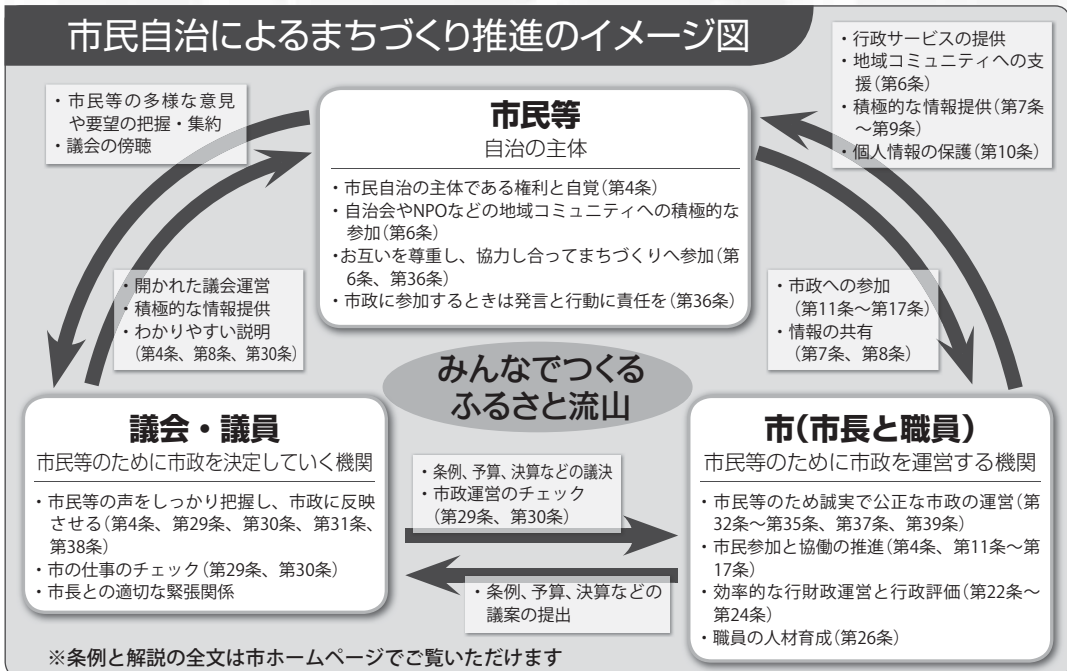 市民自治によるまちづくり推進のイメージ図
・市民等の多様な意見
や要望の把握・集約
・議会の傍聴
市民等
自治の主体
・市民自治の主体である権利と自覚(第4条)
・自治会やNPOなどの地域コミュニティへの積極的な
参加(第6条)
・お互いを尊重し、協力し合ってまちづくりへ参加(第
6条、第36条)
・市政に参加するときは発言と行動に責任を(第36条)
・行政サービスの提供
・地域コミュニティへの支
援(第6条)
・積極的な情報提供(第7条
～第9条)
・個人情報の保護(第10条)
・開かれた議会運営
・積極的な情報提供
・わかりやすい説明
(第4条、第8条、第30条)
・市政への参加
(第11条～第17条)
・情報の共有
(第7条、第8条)
みんなでつくる
ふるさと流山
議会・議員
市民等のために市政を決定していく機関
・市民等の声をしっかり把握し、市政に反映
させる(第4条、第29条、第30条、第31条、
第38条)
・市の仕事のチェック(第29条、第30条)
・市長との適切な緊張関係
・条例、予算、決算などの議決
・市政運営のチェック
(第29条、第30条)
・条例、予算、決算などの
議案の提出
市(市長と職員)
市民等のために市政を運営する機関
・市民等のため誠実で公正な市政の運営(第
32条～第35条、第37条、第39条)
・市民参加と協働の推進(第4条、第11条～第
17条)
・効率的な行財政運営と行政評価(第22条～
第24条)
・職員の人材育成(第26条)
※条例と解説の全文は市ホームページでご覧いただけます